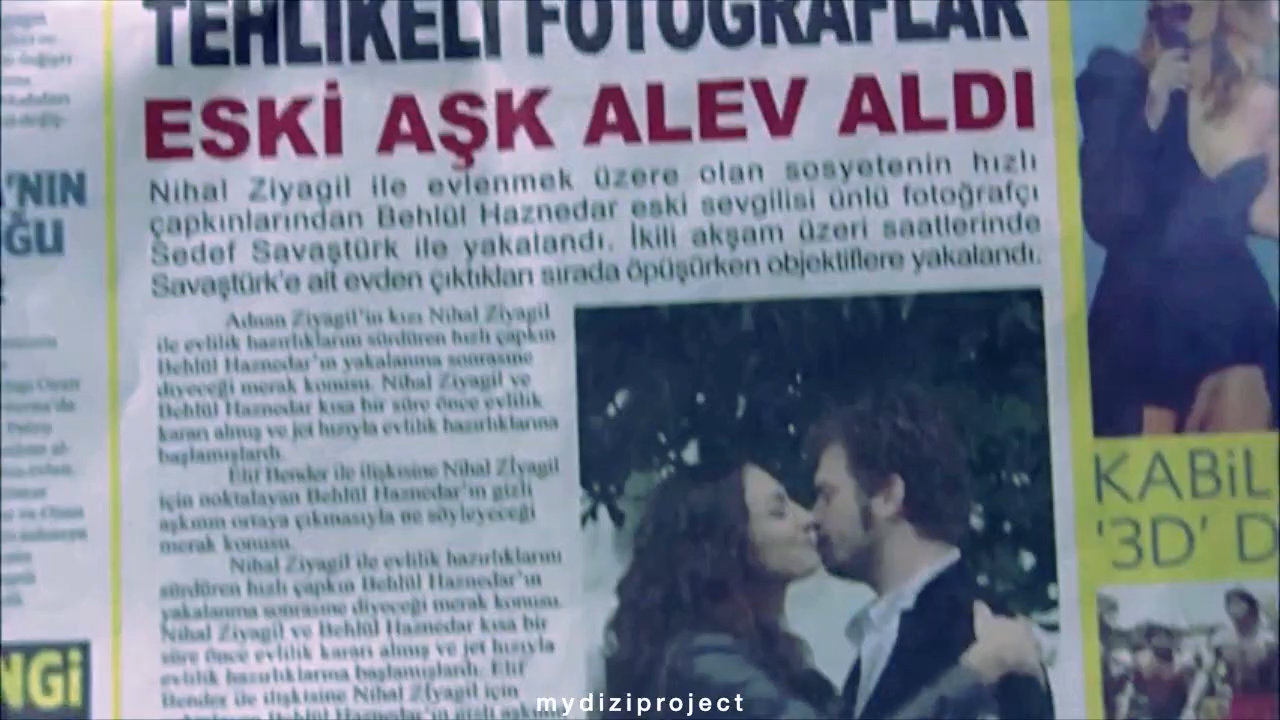 TEHLİKELİ FOTOĞRAFLAR
ESKİ AŞK ALEV ALDI
Nihal Ziyagil ile evlenmek üzere olan sosyetenin hızlı
çapkınlarından Behlül Haznedar eski sevgilisi ünlü fotoğrafçı
Sedef Savaştürk ile yakalandı. İkili akşam üzeri saatlerinde
Savaştürk'e ait evden çıktıkları sırada öpüşürken objektiflere yakalandı.
Adnan Ziyagil'in kızı Nihal Ziyagil
ile evlilik hazırlıklarını sürdüren hızlı çapkın
Behlül Haznedar'ın yakalanma sonrasıne
diyeceği merak konusu. Nihal Ziyagil ve
Behlül Haznedar kısa bir süre önce evlilik
kararı almış ve jet hızıyla evlilik hazırlıklarına
başlamışlardı.
Elif Bender ile ilişkisine Nihal Ziyagil
için noktalayan Behlül Haznedar'ın gizli
aşkının ortaya çıkmasıyla ne söyleyeceği
merak konusu.
Nihal Ziyagil ile evlilik hazırlıklarını
sürdüren hızlı çapkın Behlül Haznedar'ın
yakalanma sonrasıne diyeceği merak konusu.
Nihal Ziyagil ve Behlül Haznedar kısa bir
süre önce evlilik kararı almış ve jet hızıyla
evlilik hazırlıklarına başlamışlardı. Elif
Bender ile ilişkisine Nihal Ziyagil için
'NIN
ĞU
NGİ
KABİL
'3D' D
mydiziproject